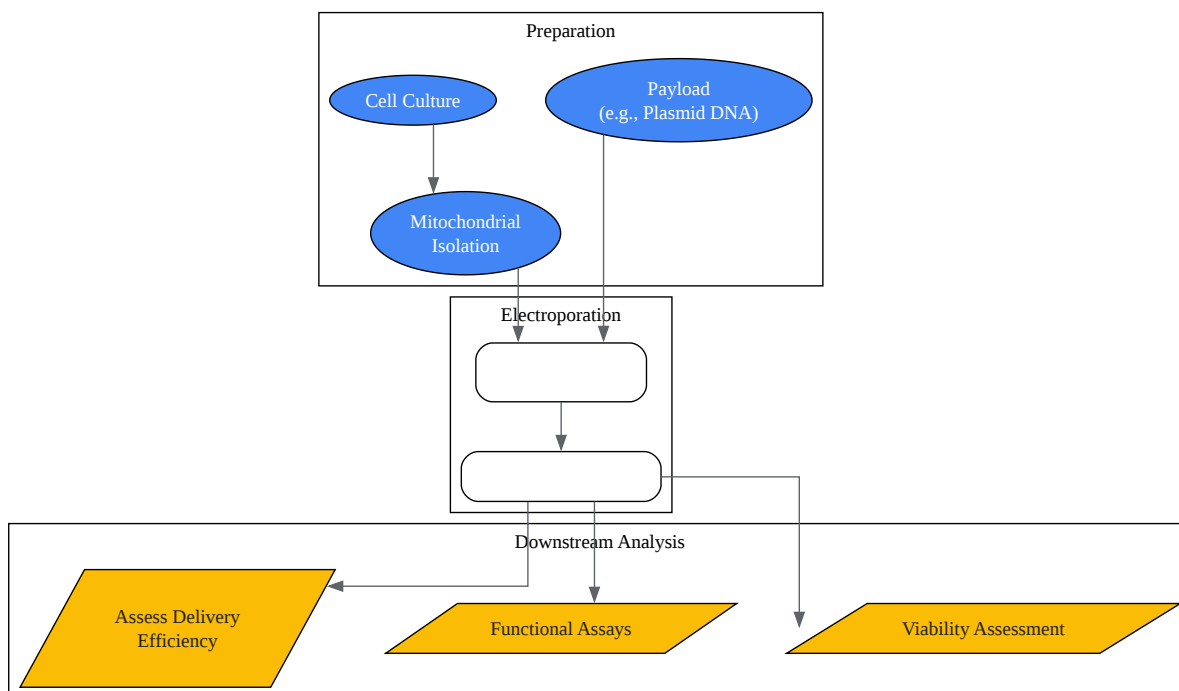 Preparation
Cell Culture
Payload
(e.g., Plasmid DNA)
Mitochondrial
Isolation
Electroporation
Downstream Analysis
Assess Delivery
Efficiency
Functional Assays
Viability Assessment